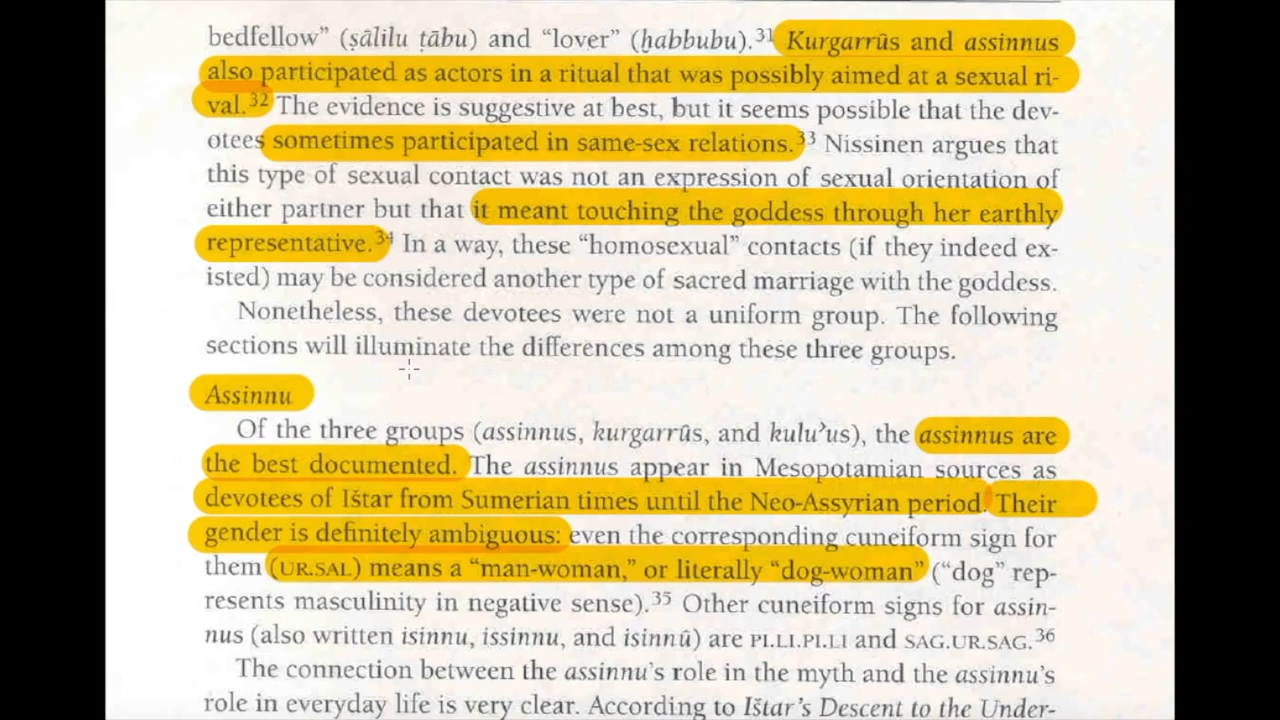 bedfellow” (ṣālilu ṭābu) and “lover” (ḫabbubu).³¹ Kurgarrûs and assinnus
also participated as actors in a ritual that was possibly aimed at a sexual ri-
val.³² The evidence is suggestive at best, but it seems possible that the dev-
otees sometimes participated in same-sex relations.³³ Nissinen argues that
this type of sexual contact was not an expression of sexual orientation of
either partner but that it meant touching the goddess through her earthly
representative.³⁴ In a way, these “homosexual” contacts (if they indeed ex-
isted) may be considered another type of sacred marriage with the goddess.
Nonetheless, these devotees were not a uniform group. The following
sections will illuminate the differences among these three groups.
Assinnu
Of the three groups (assinnus, kurgarrûs, and kuluʾus), the assinnus are
the best documented. The assinnus appear in Mesopotamian sources as
devotees of Ištar from Sumerian times until the Neo-Assyrian period. Their
gender is definitely ambiguous: even the corresponding cuneiform sign for
them (UR.SAL) means a “man-woman,” or literally “dog-woman” (“dog” rep-
resents masculinity in negative sense).³⁵ Other cuneiform signs for assin-
nus (also written isinnu, issinnu, and isinnû) are PI.LI.PI.LI and SAG.UR.SAG.³⁶
The connection between the assinnu’s role in the myth and the assinnu’s
role in everyday life is very clear. According to Ištar’s Descent to the Under-